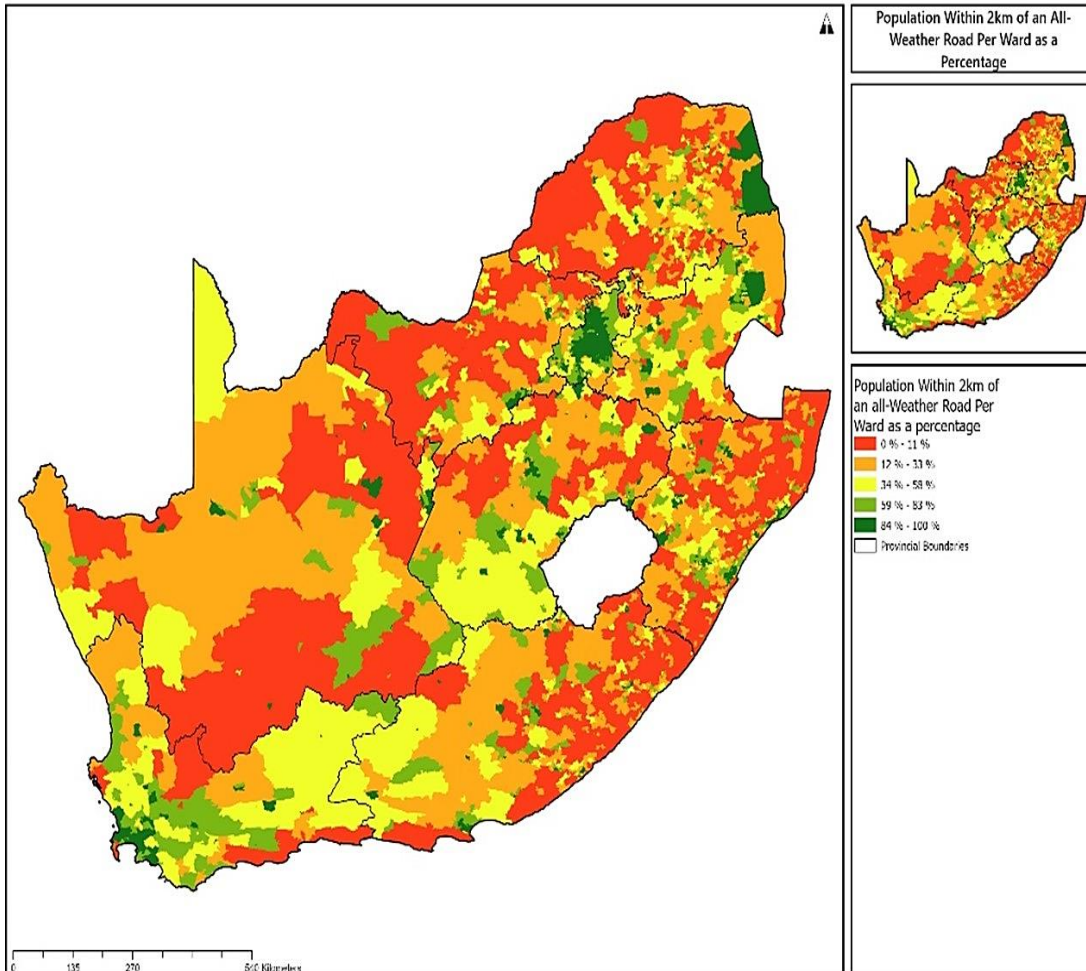 Population Within 2km of an All-
Weather Road Per Ward as a
Percentage
Population Within 2km of
an all-Weather Road Per
Ward as a percentage
0 % - 11 %
12 % - 33 %
34 % - 58 %
59 % - 83 %
84 % - 100 %
Provincial Boundaries
0 135 270 540 Kilometers